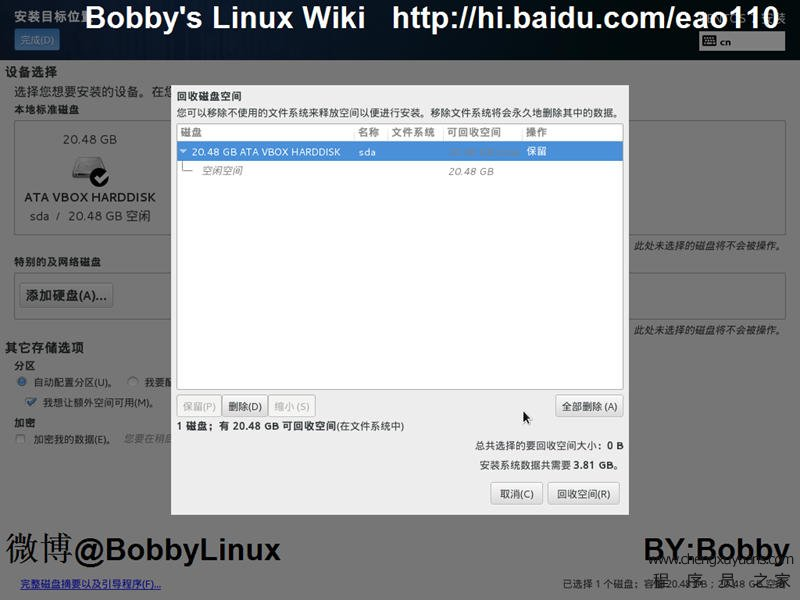 安装目标位置
Bobby's Linux Wiki http://hi.baidu.com/eao110
完成(D)
cn
设备选择
选择您想要安装的设备。在您
本地标准磁盘
20.48 GB
ATA VBOX HARDDISK
sda / 20.48 GB 空闲
此处未选择的磁盘将不会被操作。
特别的及网络磁盘
添加硬盘(A)...
此处未选择的磁盘将不会被操作。
其它存储选项
分区
自动配置分区(U)。 我要配
我想让额外空间可用(M)。
加密
加密我的数据(E)。 您要在稍后
回收磁盘空间
您可以移除不使用的文件系统来释放空间以便进行安装。移除文件系统将会永久地删除其中的数据。
磁盘 名称 文件系统 可回收空间 操作
20.48 GB ATA VBOX HARDDISK sda 保留
空闲空间 20.48 GB
保留(P) 删除(D) 缩小(S) 全部删除 (A)
1 磁盘；有 20.48 GB 可回收空间(在文件系统中)
总共选择的要回收空间大小：0 B
安装系统数据共需要 3.81 GB。
取消(C) 回收空间(R)
微博@BobbyLinux
BY:Bobby
www.chengxuyuans.com
程序员之家
完整磁盘摘要以及引导程序(F)...
已选择 1 个磁盘；容量 20.48 GB；20.48 GB 空闲